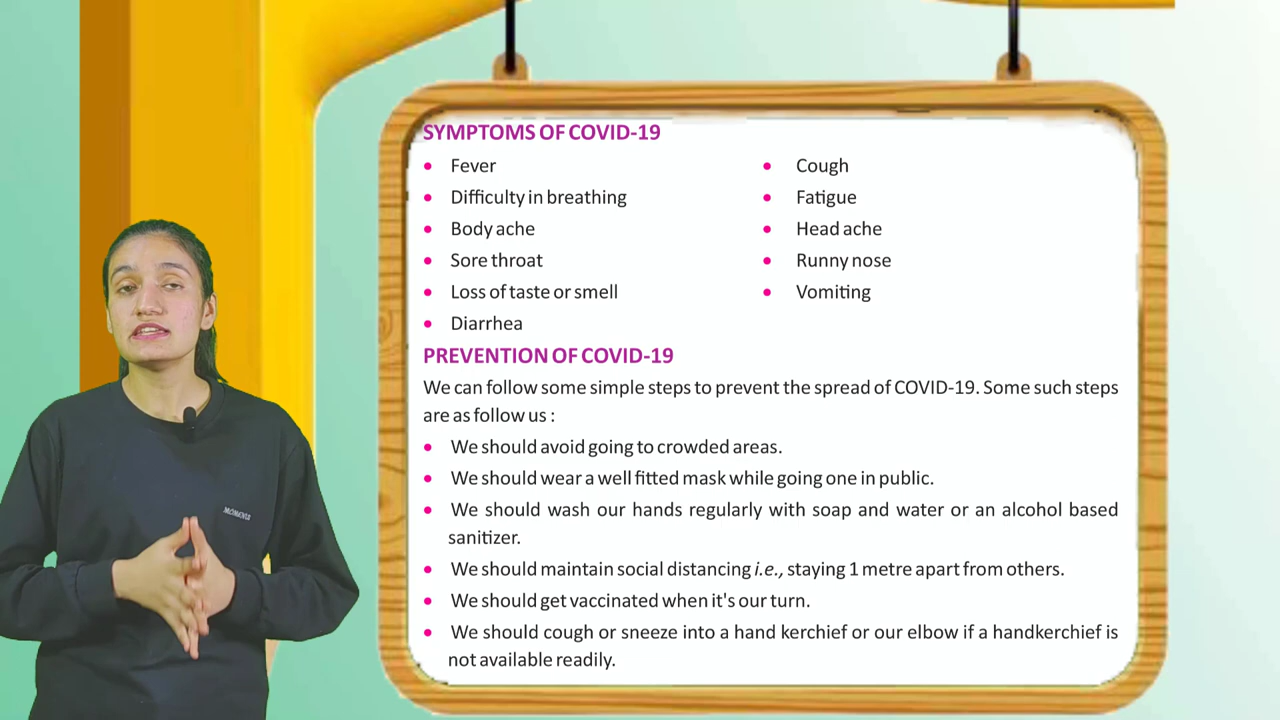 SYMPTOMS OF COVID-19
• Fever
• Cough
• Difficulty in breathing
• Fatigue
• Body ache
• Head ache
• Sore throat
• Runny nose
• Loss of taste or smell
• Vomiting
• Diarrhea
PREVENTION OF COVID-19
We can follow some simple steps to prevent the spread of COVID-19. Some such steps
are as follow us :
• We should avoid going to crowded areas.
• We should wear a well fitted mask while going one in public.
• We should wash our hands regularly with soap and water or an alcohol based
sanitizer.
• We should maintain social distancing i.e., staying 1 metre apart from others.
• We should get vaccinated when it's our turn.
• We should cough or sneeze into a hand kerchief or our elbow if a handkerchief is
not available readily.